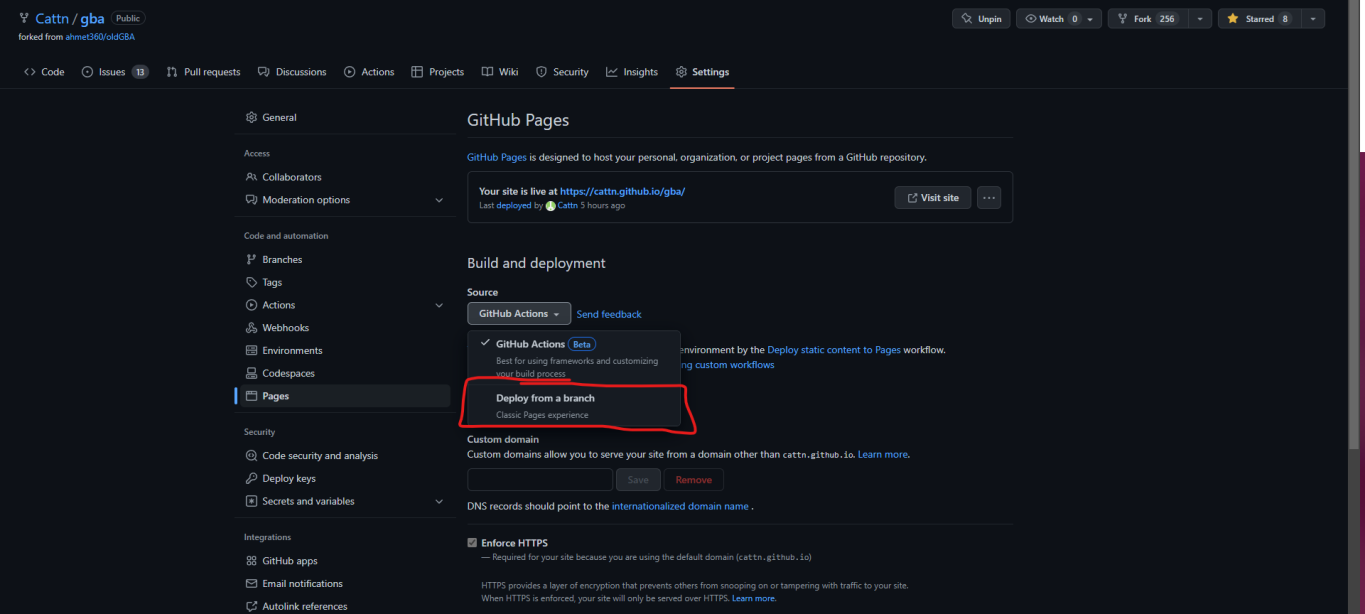 Cattn / gba Public
Unpin Watch 0 Fork 256 Starred 8
forked from ahmet360/oldGBA
Code Issues 13 Pull requests Discussions Actions Projects Wiki Security Insights Settings
General
Access
Collaborators
Moderation options
Code and automation
Branches
Tags
Actions
Webhooks
Environments
Codespaces
Pages
Security
Code security and analysis
Deploy keys
Secrets and variables
Integrations
GitHub apps
Email notifications
Autolink references
GitHub Pages
GitHub Pages is designed to host your personal, organization, or project pages from a GitHub repository.
Your site is live at https://cattn.github.io/gba/
Last deployed by Cattn 5 hours ago
Visit site
Build and deployment
Source
GitHub Actions Send feedback
GitHub Actions Beta
Best for using frameworks and customizing
your build process
nvironment by the Deploy static content to Pages workflow.
ng custom workflows
Deploy from a branch
Classic Pages experience
Custom domain
Custom domains allow you to serve your site from a domain other than cattn.github.io. Learn more.
Save Remove
DNS records should point to the internationalized domain name .
Enforce HTTPS
— Required for your site because you are using the default domain (cattn.github.io)
HTTPS provides a layer of encryption that prevents others from snooping on or tampering with traffic to your site.
When HTTPS is enforced, your site will only be served over HTTPS. Learn more.